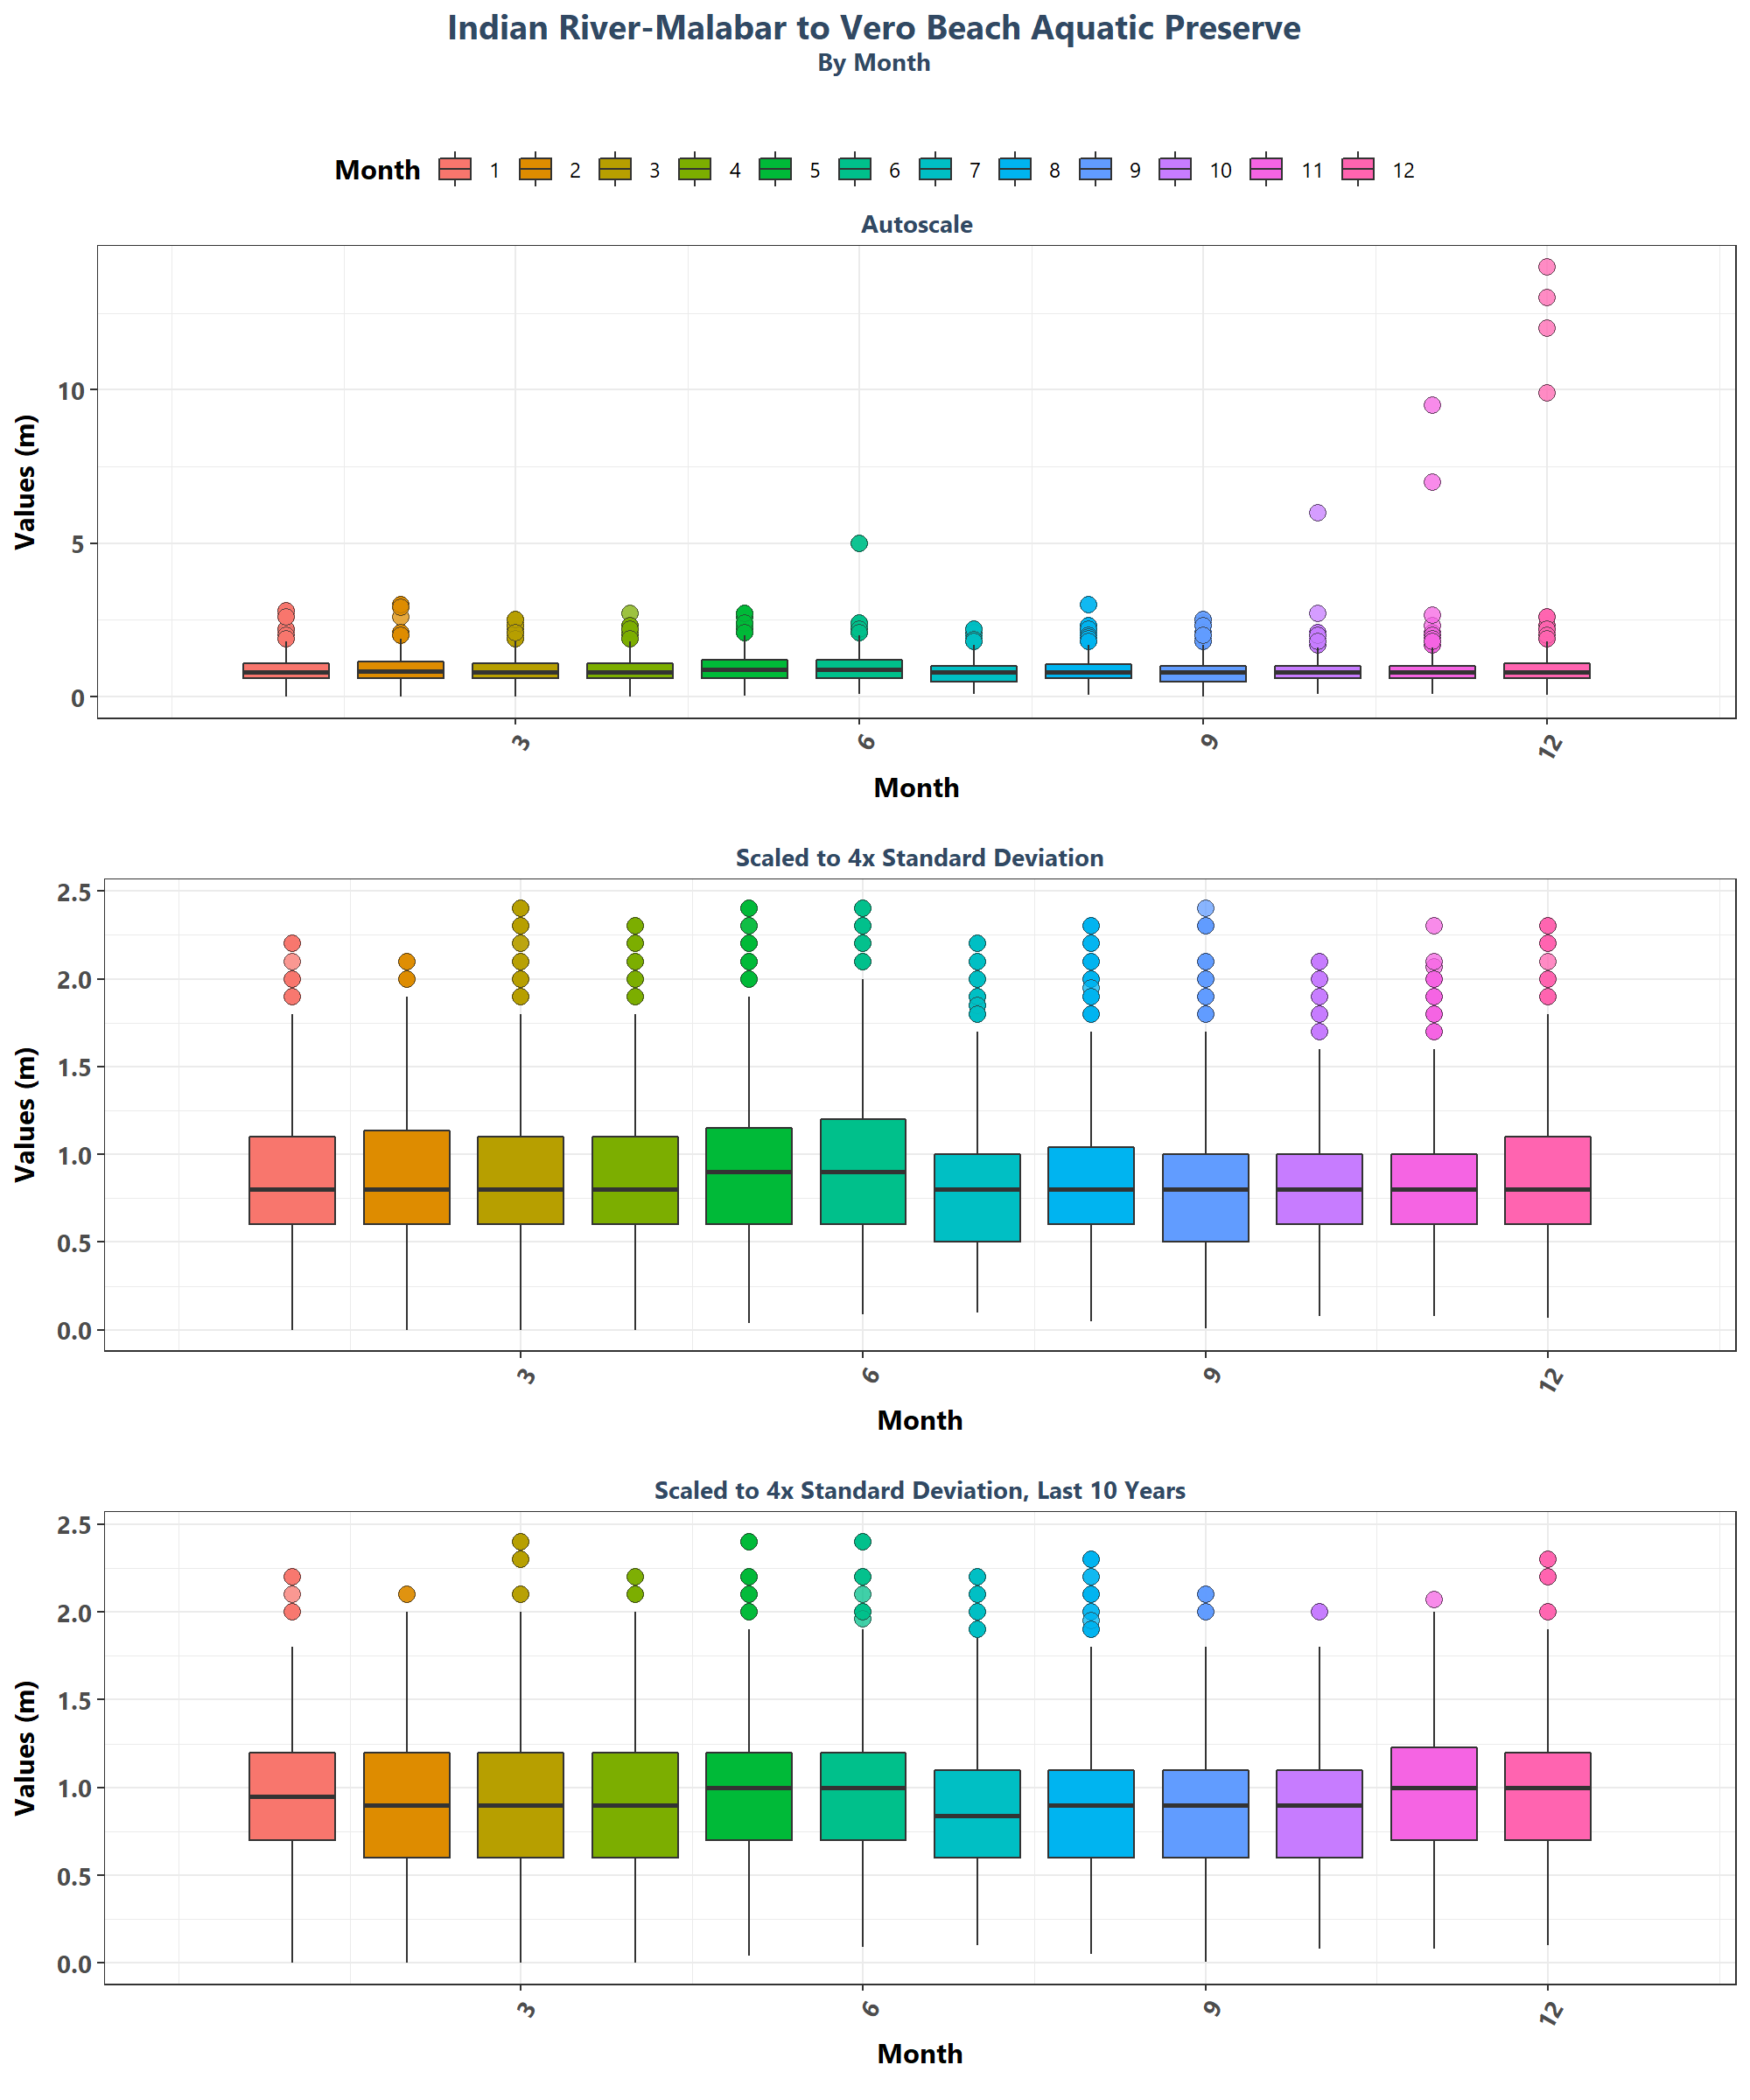 Indian River-Malabar to Vero Beach Aquatic Preserve
By Month
Month 1 2 3 4 5 6 7 8 9 10 11 12
Autoscale
Values (m)
10
5
0
3 6 9 12
Month
Scaled to 4x Standard Deviation
Values (m)
2.5
2.0
1.5
1.0
0.5
0.0
3 6 9 12
Month
Scaled to 4x Standard Deviation, Last 10 Years
Values (m)
2.5
2.0
1.5
1.0
0.5
0.0
3 6 9 12
Month